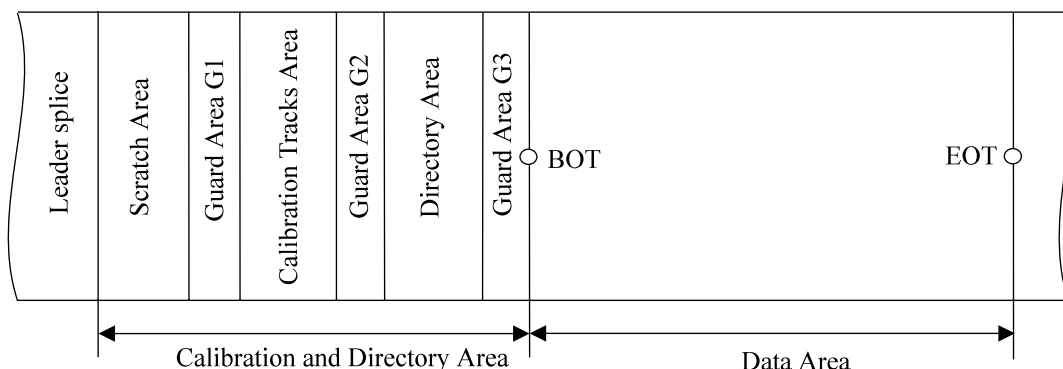 Leader splice
Scratch Area
Guard Area G1
Calibration Tracks Area
Guard Area G2
Directory Area
Guard Area G3
BOT
EOT
Calibration and Directory Area
Data Area